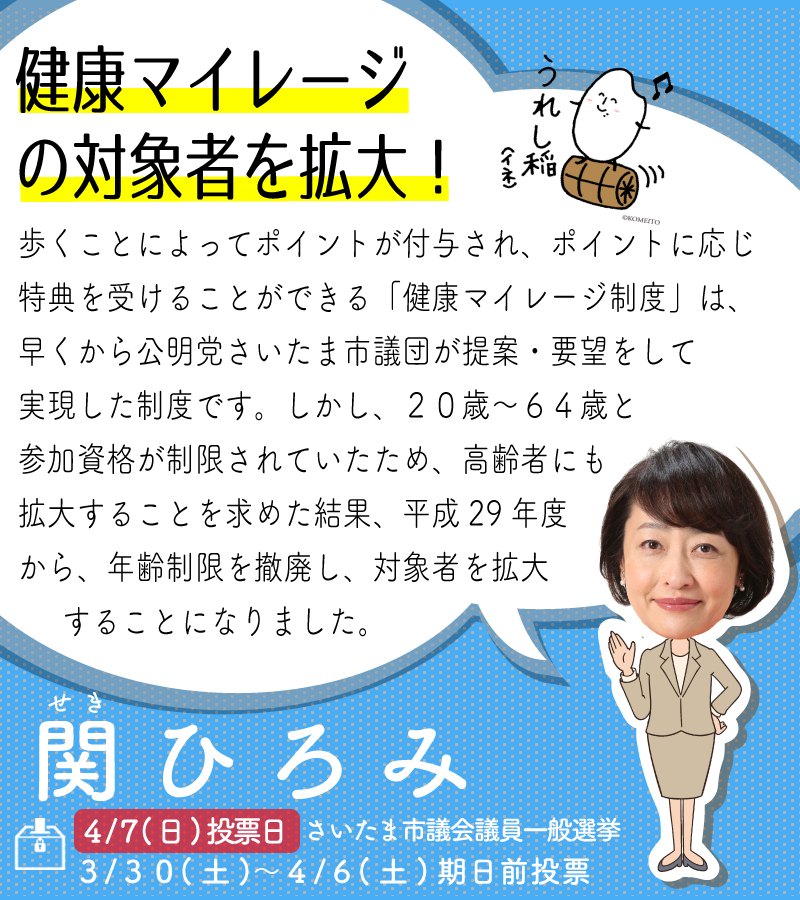 健康マイレージ
の対象者を拡大！
うれし稲
（イネ）
©KOMEITO
歩くことによってポイントが付与され、ポイントに応じ
特典を受けることができる「健康マイレージ制度」は、
早くから公明党さいたま市議団が提案・要望をして
実現した制度です。しかし、２０歳～６４歳と
参加資格が制限されていたため、高齢者にも
拡大することを求めた結果、平成 29 年度
から、年齢制限を撤廃し、対象者を拡大
することになりました。
せき
関ひろみ
4/7(日)投票日 さいたま市議会議員一般選挙
３/３０(土)～４/６(土)期日前投票